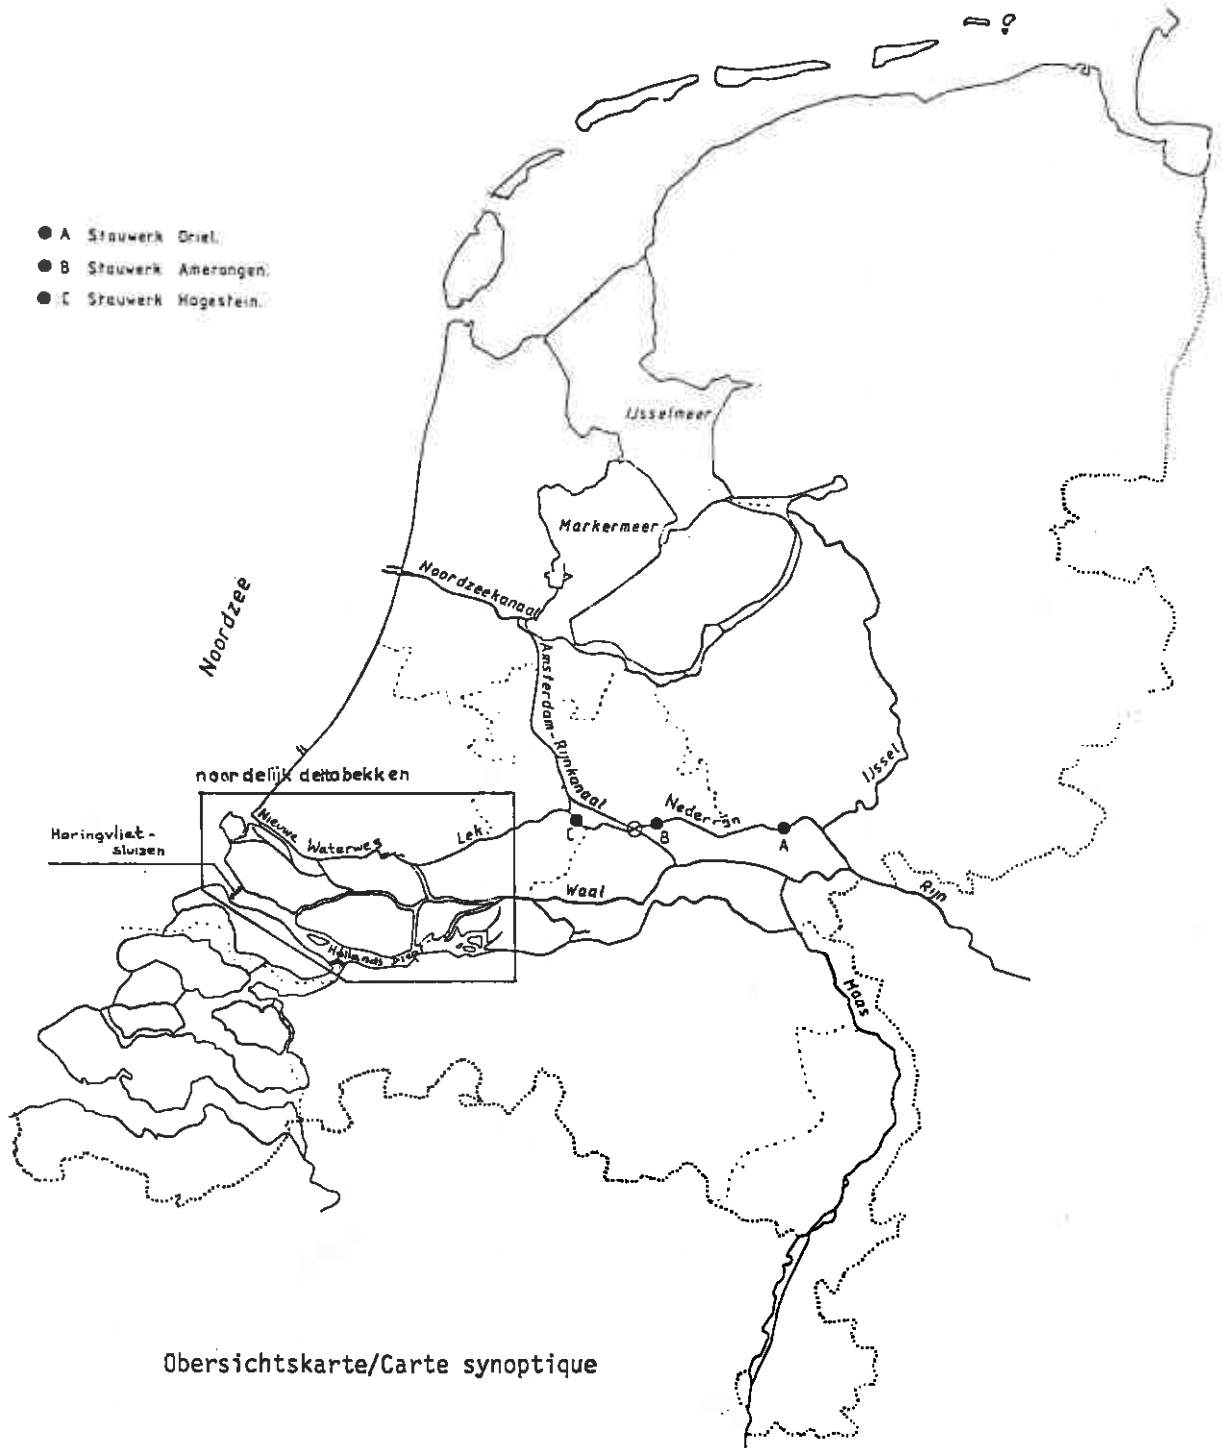 A Stouwerk Driel.
B Stouwerk Amerongen.
C Stouwerk Hagestein.
IJsselmeer
Markermeer
Noordzeekanaal
Noordzee
Amsterdam-Rijnkanaal
IJssel
noordelijk deltabekken
Nederrijn
Haringvliet-
sluizen
Nieuwe Waterweg
Lek
C
B
A
Waal
Rijn
Hollands Diep
Maas
Obersichtskarte/Carte synoptique